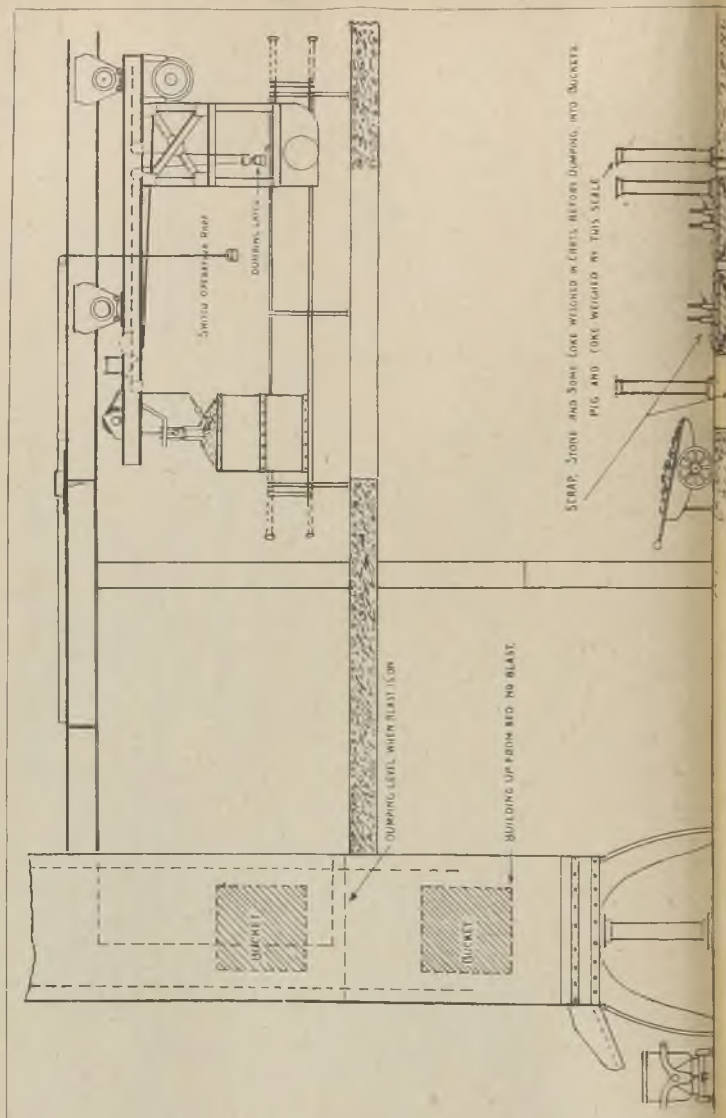 SWITCH OPERATING ROPE
DUMPING LATCH
SCRAP, STONE AND SOME COKE WEIGHED IN CARTS BEFORE DUMPING INTO BUCKETS.
PIG AND COKE WEIGHED BY THIS SCALE
DUMPING LEVEL WHEN BLAST IS ON
BUILDING UP FROM BED. NO BLAST.
BUCKET
BUCKET